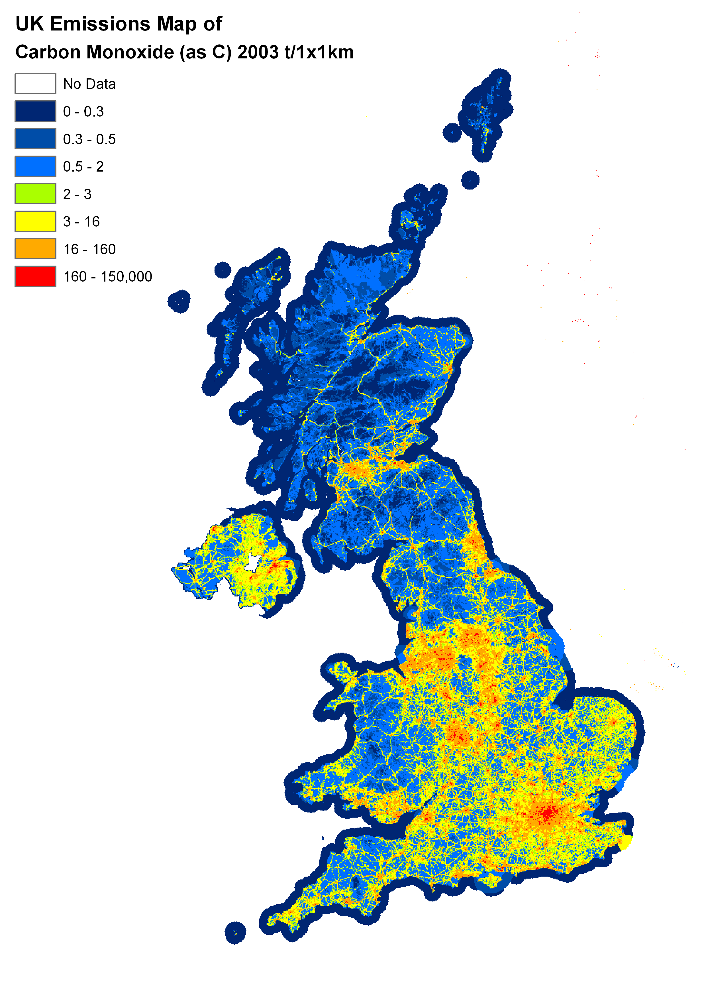 UK Emissions Map of
Carbon Monoxide (as C) 2003 t/1x1km
No Data
0 - 0.3
0.3 - 0.5
0.5 - 2
2 - 3
3 - 16
16 - 160
160 - 150,000